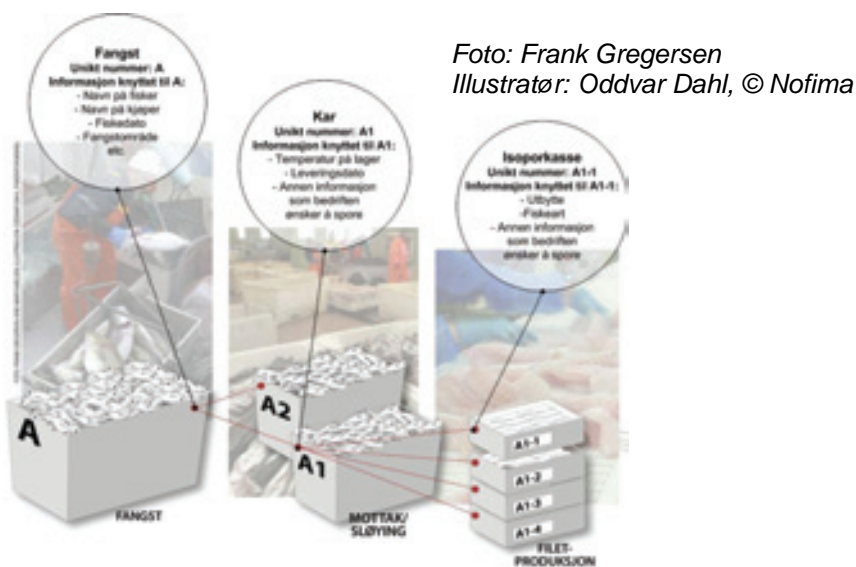 Foto: Frank Gregersen
Illustratør: Oddvar Dahl, © Nofima
Fangst
Unikt nummer: A
Informasjon knyttet til A:
- Navn på fisker
- Navn på kjøper
- Fiskedato
- Fangstområde
etc.
Kar
Unikt nummer: A1
Informasjon knyttet til A1:
- Temperatur på lager
- Leveringsdato
- Annen informasjon
som bedriften
ønsker å spore
Isoporkasse
Unikt nummer: A1-1
Informasjon knyttet til A1-1:
- Utbytte
-Fiskeart
- Annen informasjon
som bedriften
ønsker å spore
A
A2
A1
A1-1
A1-2
A1-3
A1-4
FANGST
MOTTAK/
SLØYING
FILET-
PRODUKSJON